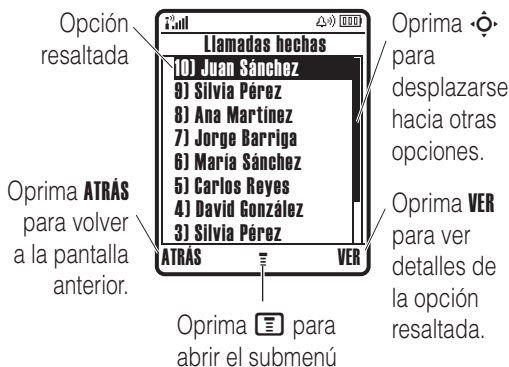 Opción
resaltada
Llamadas hechas
10) Juan Sánchez
9) Silvia Pérez
8) Ana Martínez
7) Jorge Barriga
6) María Sánchez
5) Carlos Reyes
4) David González
3) Silvia Pérez
ATRÁS
VER
Oprima
para
desplazarse
hacia otras
opciones.
Oprima ATRÁS
para volver
a la pantalla
anterior.
Oprima VER
para ver
detalles de
la opción
resaltada.
Oprima para
abrir el submenú